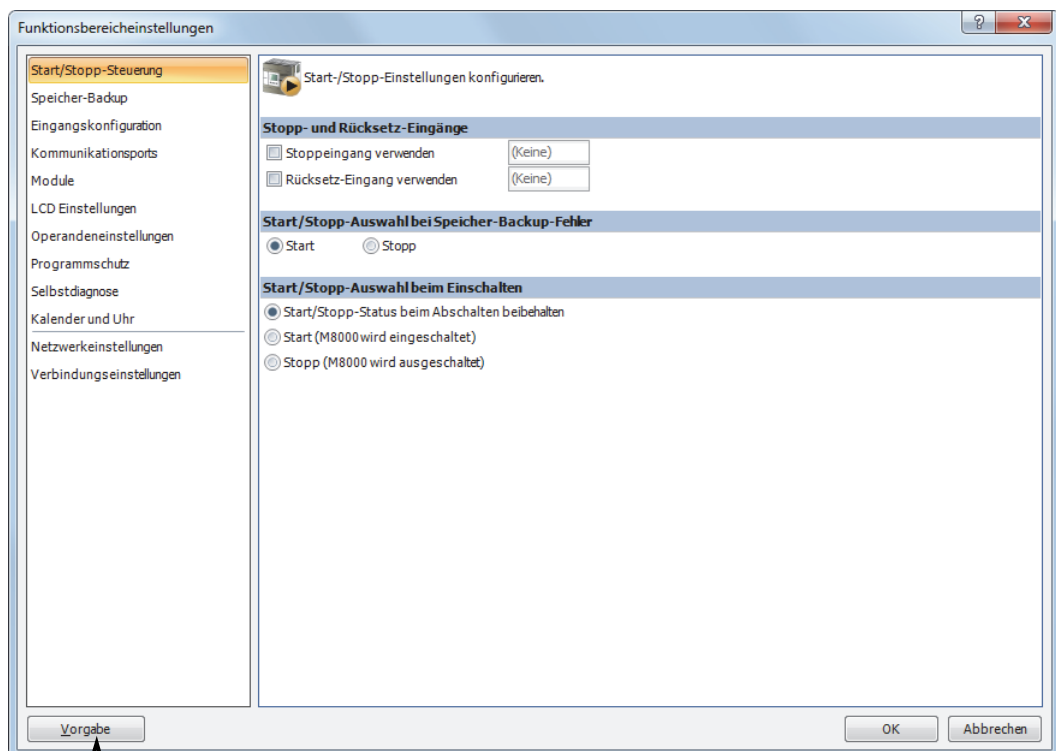 Funktionsbereicheinstellungen
Start/Stopp-Steuerung
Speicher-Backup
Eingangskonfiguration
Kommunikationsports
Module
LCD Einstellungen
Operandeneinstellungen
Programmschutz
Selbstdiagnose
Kalender und Uhr
Netzwerkeinstellungen
Verbindungseinstellungen
Start-/Stopp-Einstellungen konfigurieren.
Stopp- und Rücksetz-Eingänge
Stoppeingang verwenden (Keine)
Rücksetz-Eingang verwenden (Keine)
Start/Stopp-Auswahl bei Speicher-Backup-Fehler
Start Stopp
Start/Stopp-Auswahl beim Einschalten
Start/Stopp-Status beim Abschalten beibehalten
Start (M8000 wird eingeschaltet)
Stopp (M8000 wird ausgeschaltet)
Vorgabe OK Abbrechen